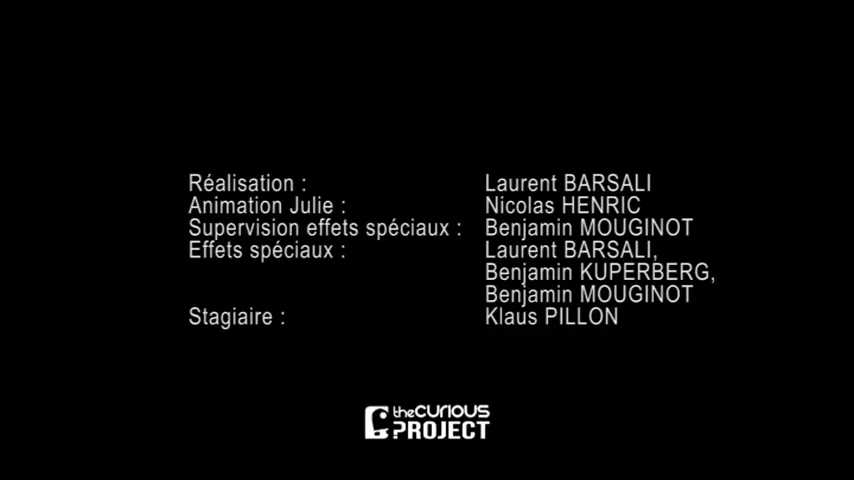 Réalisation : Laurent BARSALI
Animation Julie : Nicolas HENRIC
Supervision effets spéciaux : Benjamin MOUGINOT
Effets spéciaux : Laurent BARSALI,
Benjamin KUPERBERG,
Benjamin MOUGINOT
Stagiaire : Klaus PILLON
theCURIOUS
PROJECT